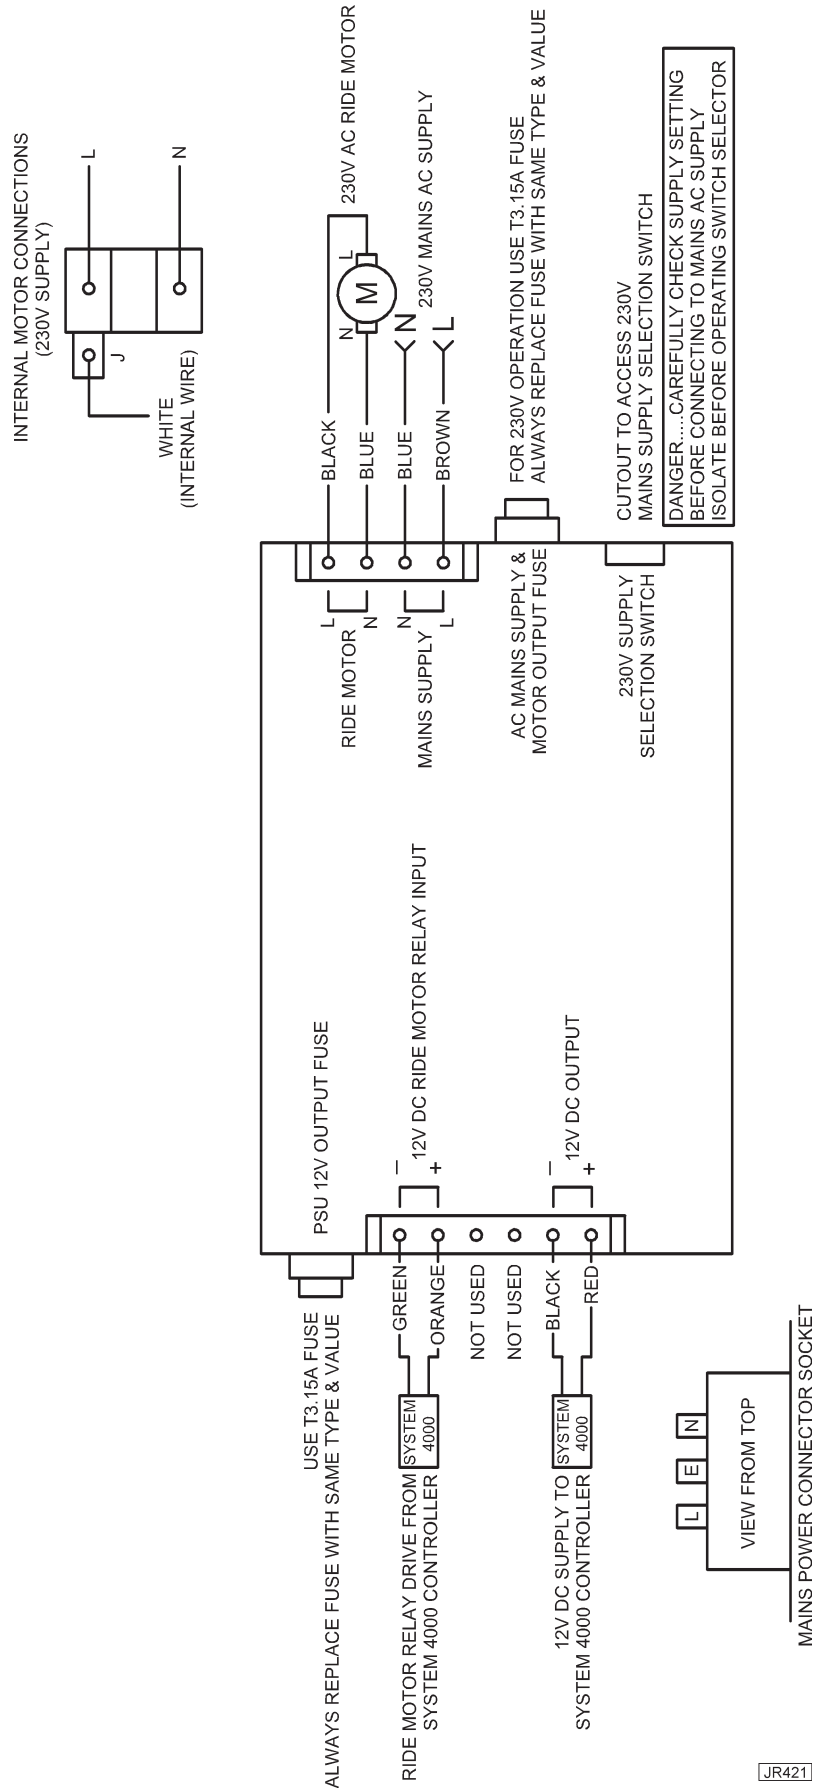 INTERNAL MOTOR CONNECTIONS
(230V SUPPLY)
L
N
J
WHITE
(INTERNAL WIRE)
230V AC RIDE MOTOR
L
M
N
BLACK
BLUE
BLUE
BROWN
N
L
230V MAINS AC SUPPLY
FOR 230V OPERATION USE T3.15A FUSE
ALWAYS REPLACE FUSE WITH SAME TYPE & VALUE
CUTOUT TO ACCESS 230V
MAINS SUPPLY SELECTION SWITCH
DANGER.....CAREFULLY CHECK SUPPLY SETTING
BEFORE CONNECTING TO MAINS AC SUPPLY
ISOLATE BEFORE OPERATING SWITCH SELECTOR
L
N
RIDE MOTOR
N
L
MAINS SUPPLY
AC MAINS SUPPLY &
MOTOR OUTPUT FUSE
230V SUPPLY
SELECTION SWITCH
PSU 12V OUTPUT FUSE
–
+
12V DC RIDE MOTOR RELAY INPUT
–
+
12V DC OUTPUT
USE T3.15A FUSE
ALWAYS REPLACE FUSE WITH SAME TYPE & VALUE
GREEN
ORANGE
NOT USED
NOT USED
BLACK
RED
SYSTEM
4000
RIDE MOTOR RELAY DRIVE FROM
SYSTEM 4000 CONTROLLER
SYSTEM
4000
12V DC SUPPLY TO
SYSTEM 4000 CONTROLLER
L E N
VIEW FROM TOP
MAINS POWER CONNECTOR SOCKET
JR421